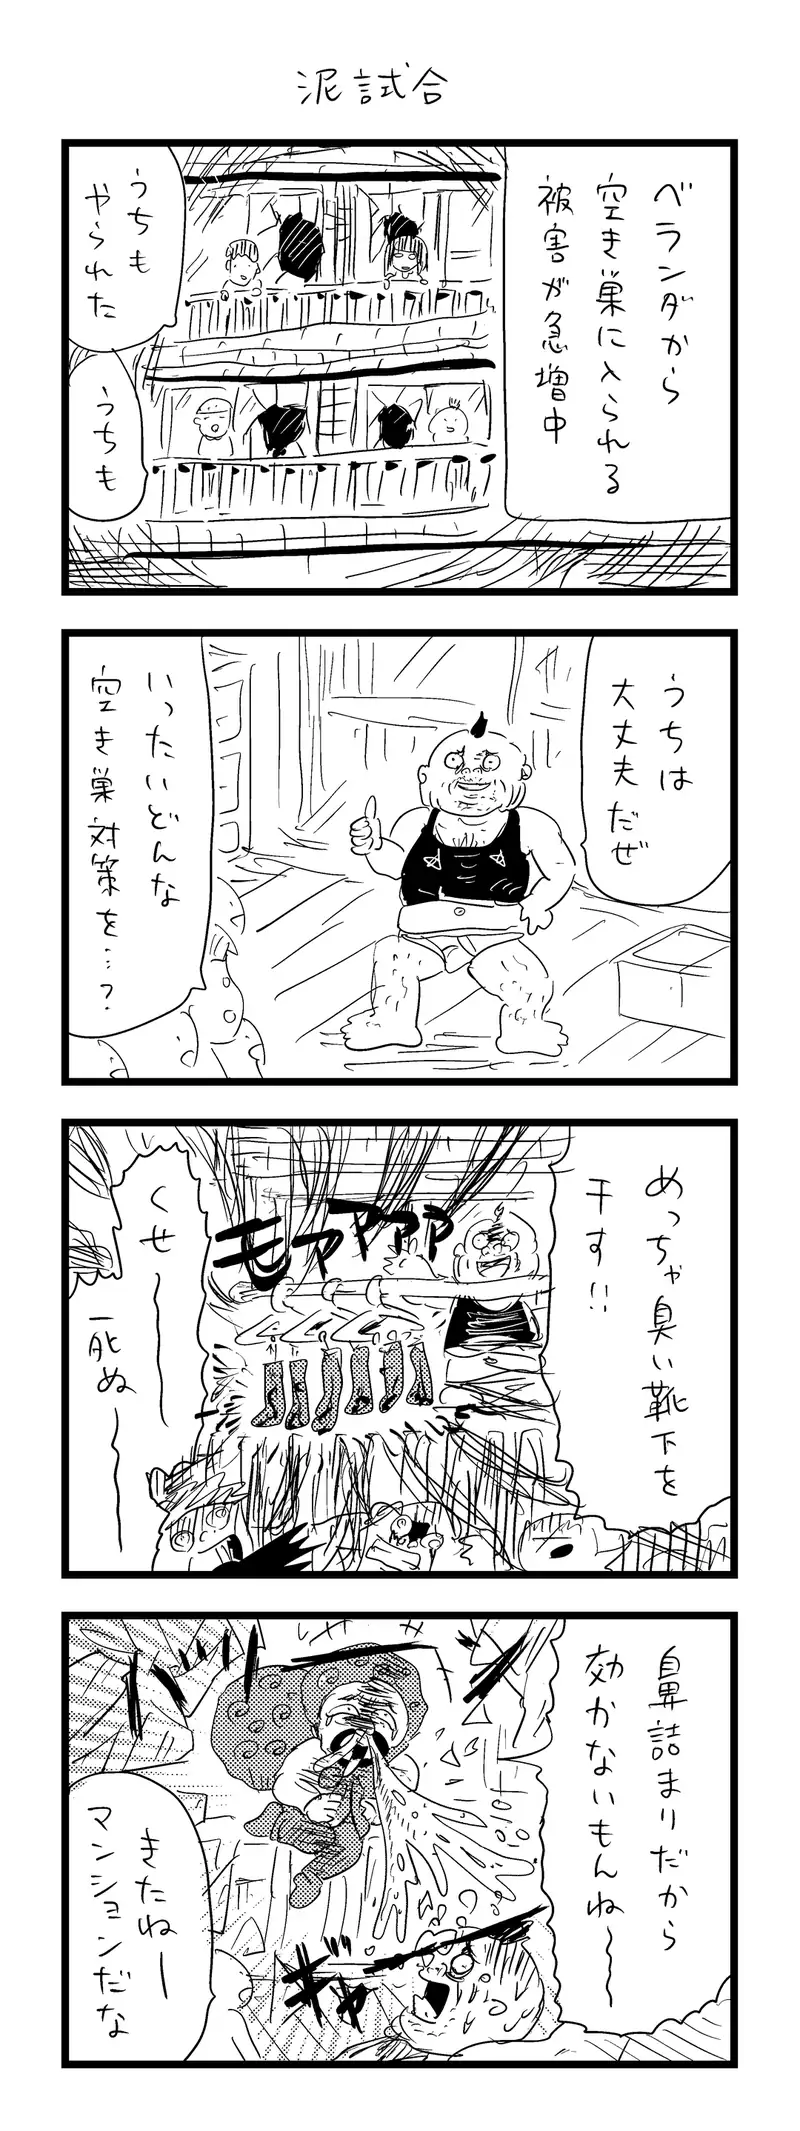 泥試合
ベランダから
空き巣に入られる
被害が急増中
うちも
やられた
うちも
うちは
大丈夫だぜ
いったいどんな
空き巣対策を…?
めっちゃ臭い靴下を
干す!!
モアァァァァ
くせーー
死ぬーー
鼻詰まりだから
効かないもんね〜〜
ギャ
きたねー
マンションだな